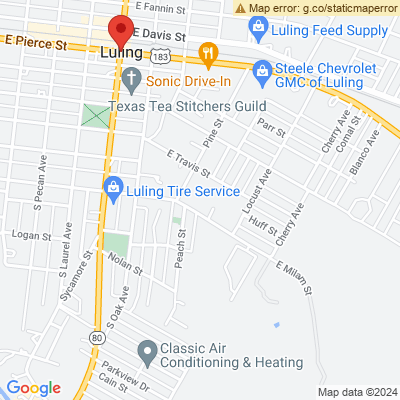 Map error: g.co/staticmaperror
E Fannin St
E Davis St
Luling Feed Supply
E Pierce St
Luling
183
Sonic Drive-In
Steele Chevrolet
GMC of Luling
Texas Tea Stitchers Guild
Pine St
Parr St
Cherry Ave
Comal St
Blanco Ave
E Travis St
S Pecan Ave
Luling Tire Service
Locust Ave
Huff St
Cherry Ave
Logan St
S Laurel Ave
Peach St
Nolan St
E Milam St
Sycamore St
S Oak Ave
80
Classic Air
Conditioning & Heating
Parkview Dr
Cain St
Google
Map data ©2024